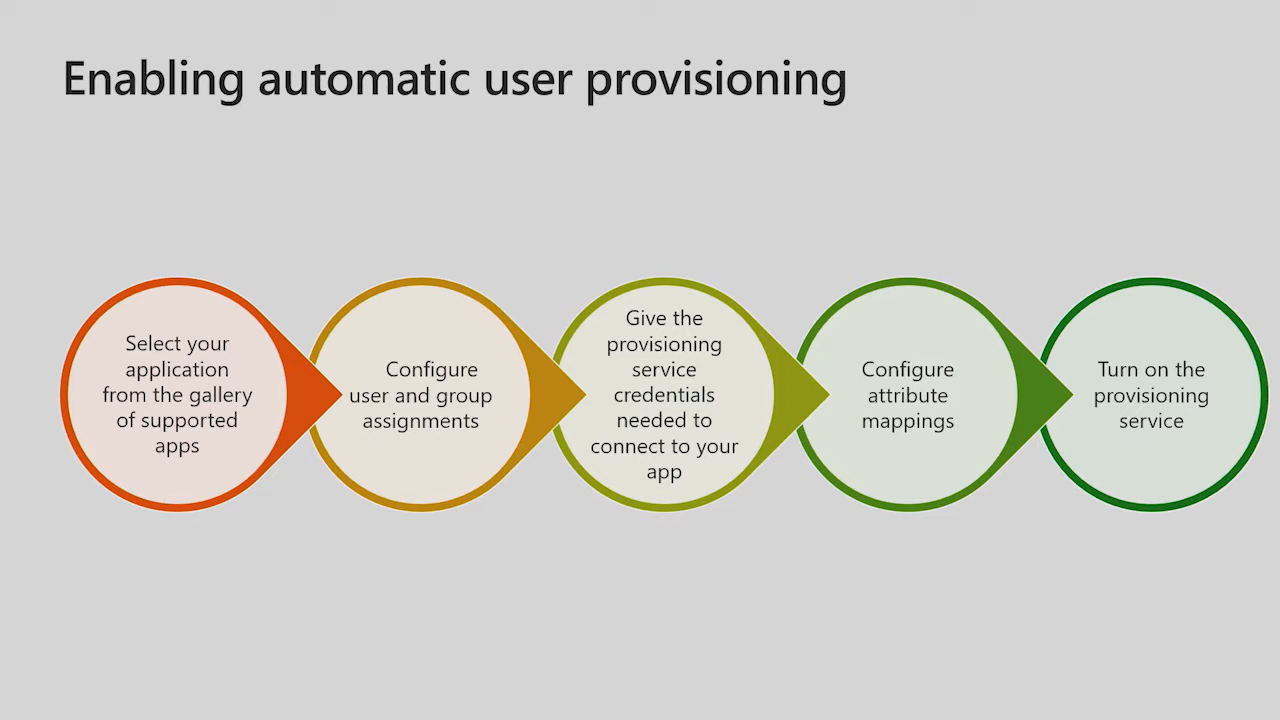 Enabling automatic user provisioning
Select your
application
from the gallery
of supported
apps
Configure
user and group
assignments
Give the
provisioning
service
credentials
needed to
connect to your
app
Configure
attribute
mappings
Turn on the
provisioning
service